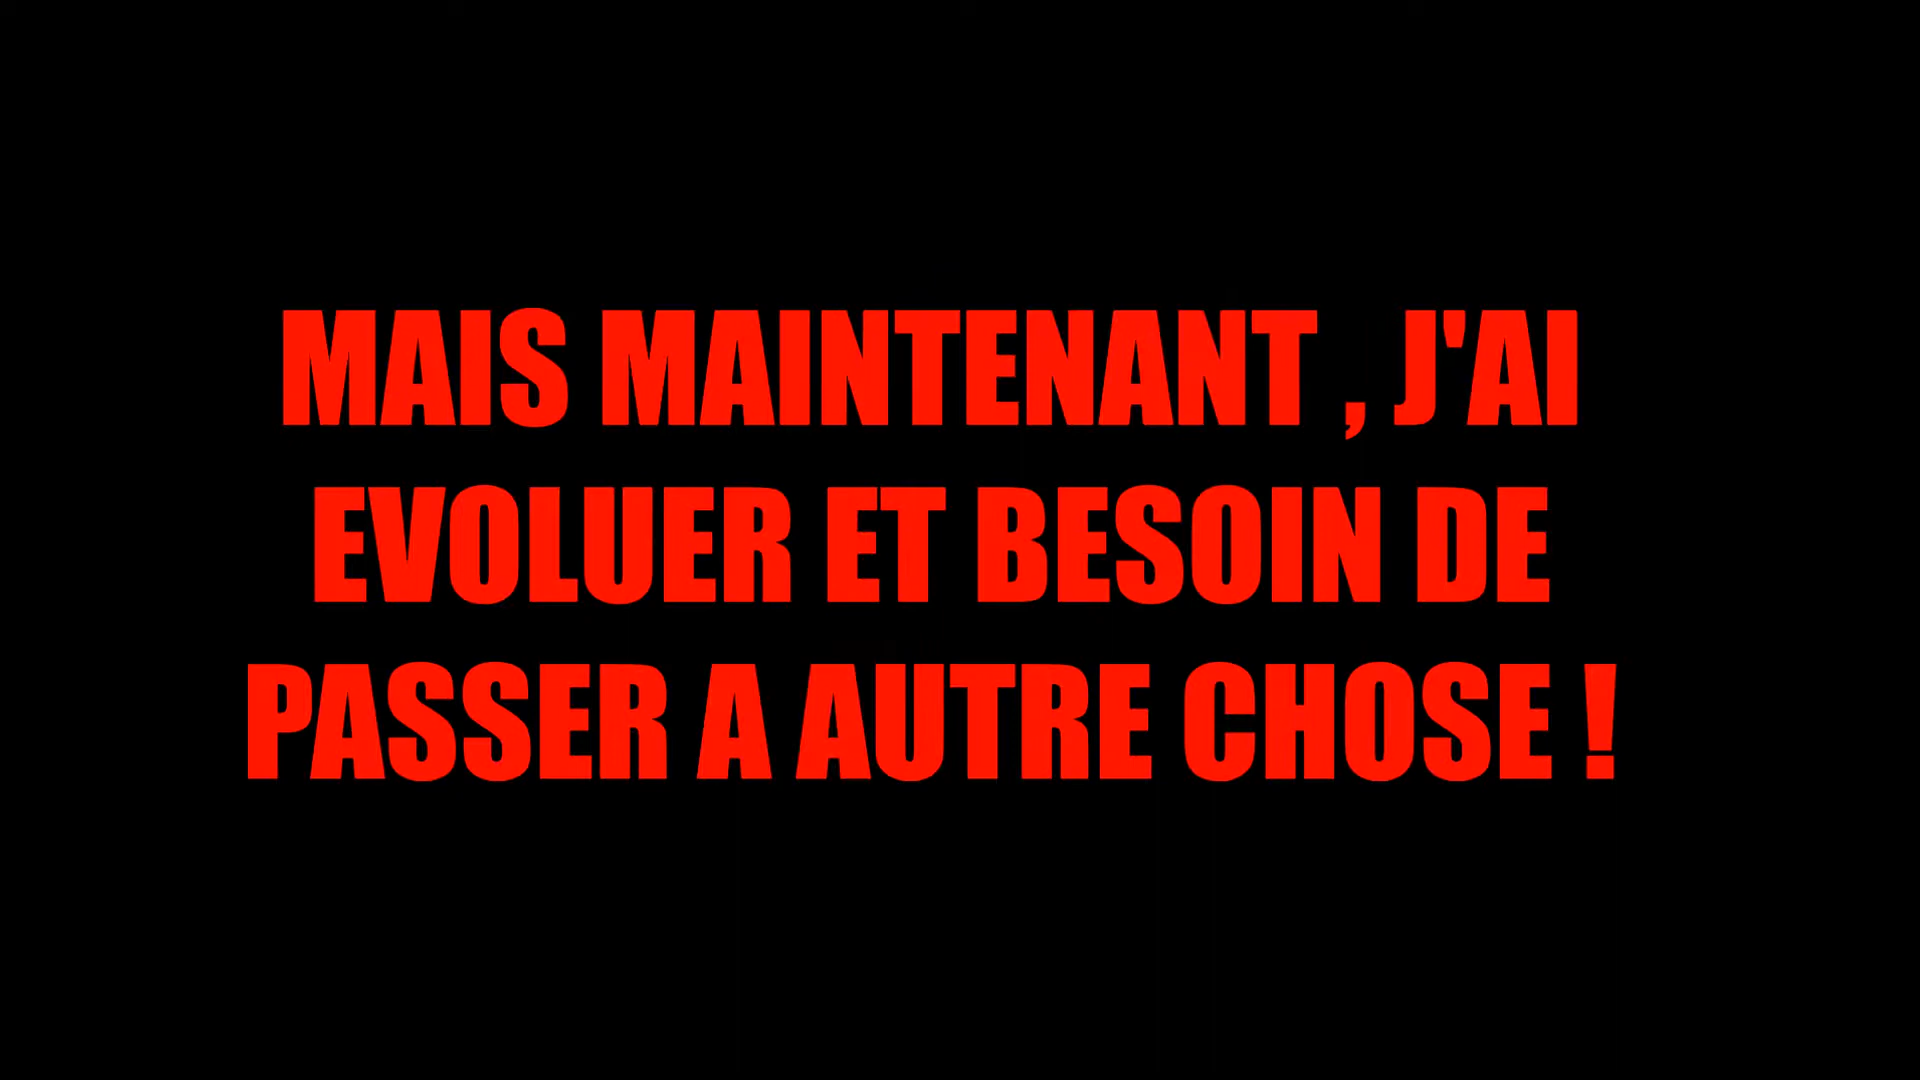 MAIS MAINTENANT , J'AI
EVOLUER ET BESOIN DE
PASSER A AUTRE CHOSE !